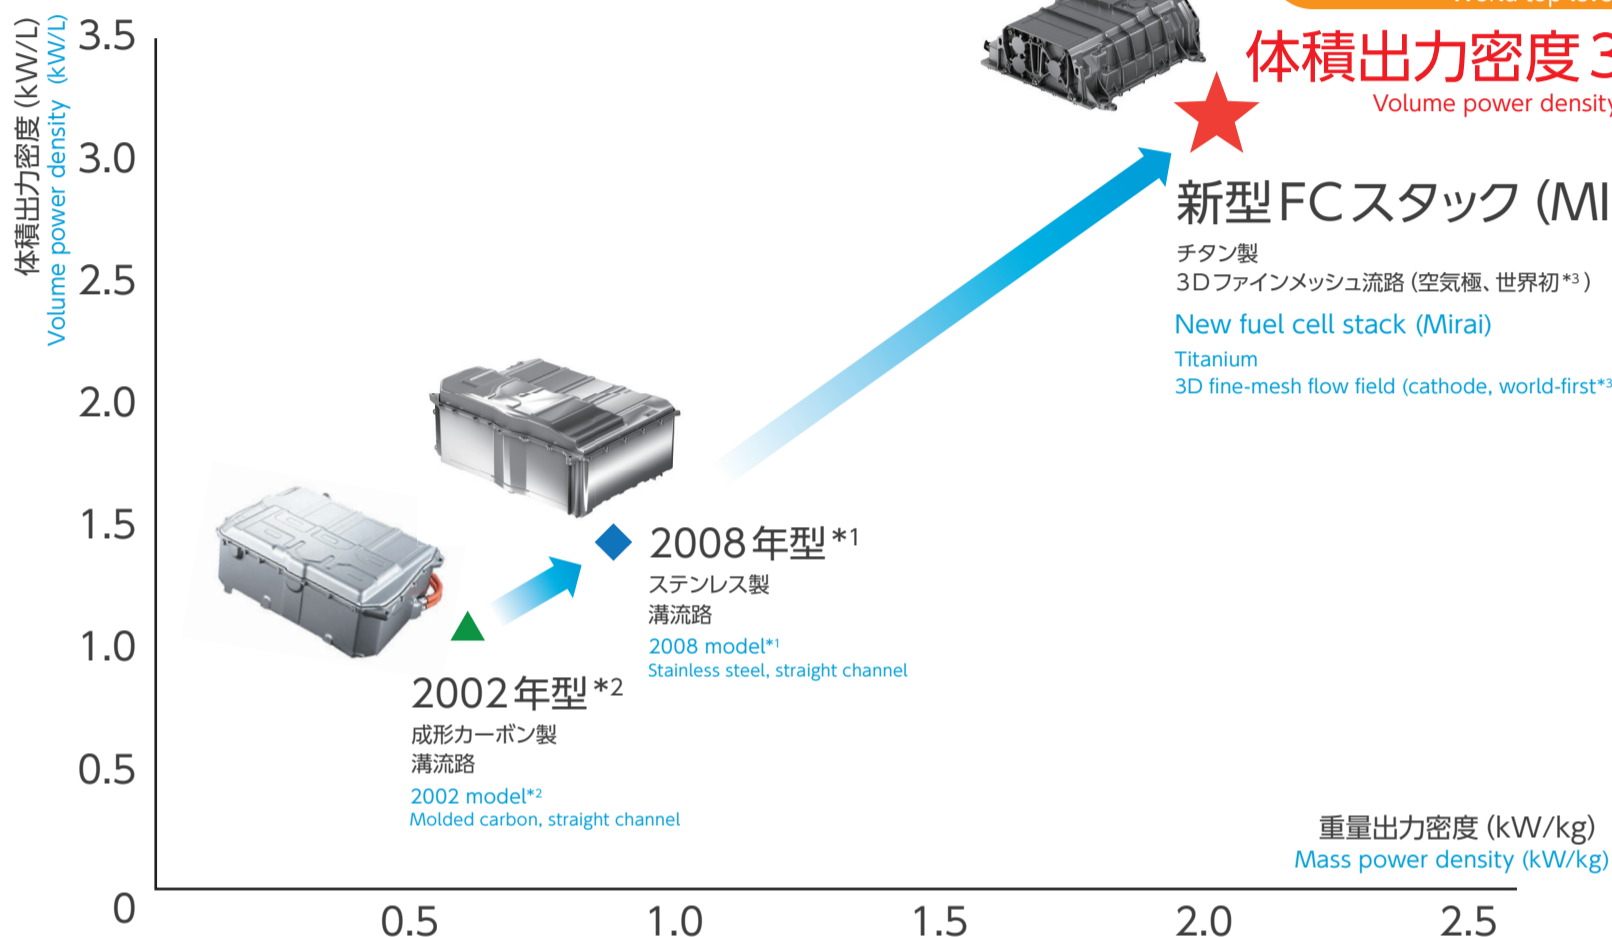 体積出力密度 (kW/L)
Volume power density (kW/L)
3.5
3.0
2.5
2.0
1.5
1.0
0.5
0
体積出力密度3
Volume power density
新型FCスタック (MI
チタン製
3Dファインメッシュ流路 (空気極、世界初*3)
New fuel cell stack (Mirai)
Titanium
3D fine-mesh flow field (cathode, world-first*3
2008年型*1
ステンレス製
溝流路
2008 model*1
Stainless steel, straight channel
2002年型*2
成形カーボン製
溝流路
2002 model*2
Molded carbon, straight channel
重量出力密度 (kW/kg)
Mass power density (kW/kg)
0.5
1.0
1.5
2.0
2.5